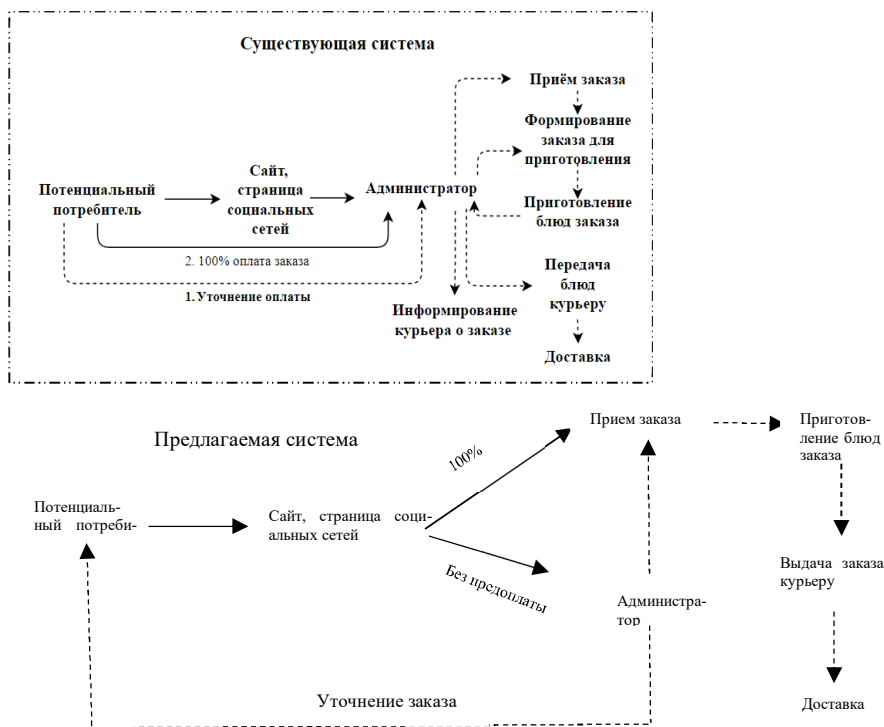 Существующая система
Приём заказа
Формирование
заказа для
приготовления
Сайт,
страница
социальных
сетей
Администратор
Потенциальный
потребитель
Приготовление
блюд заказа
2. 100% оплата заказа
1. Уточнение оплаты
Передача
блюд
курьеру
Информирование
курьера о заказе
Доставка
Предлагаемая система
Прием заказа
Приготов-
ление блюд
заказа
100%
Потенциаль-
ный потреби-
Сайт, страница соци-
альных сетей
Без предоплаты
Администра-
тор
Выдача заказа
курьеру
Уточнение заказа
Доставка